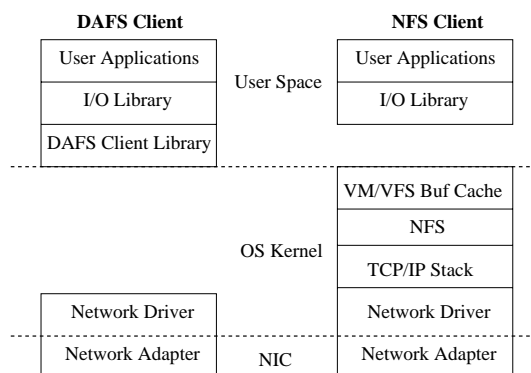 DAFS Client
NFS Client
User Applications
User Applications
I/O Library
User Space
I/O Library
DAFS Client Library
VM/VFS Buf Cache
NFS
OS Kernel
TCP/IP Stack
Network Driver
Network Driver
Network Adapter
NIC
Network Adapter